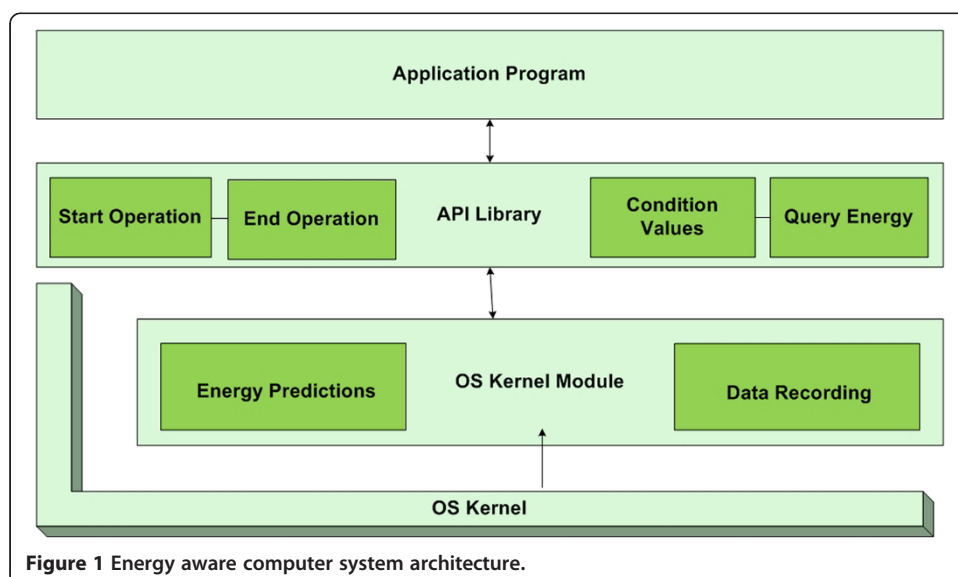 Application Program
Start Operation
End Operation
API Library
Condition
Values
Query Energy
Energy Predictions
OS Kernel Module
Data Recording
OS Kernel
Figure 1 Energy aware computer system architecture.